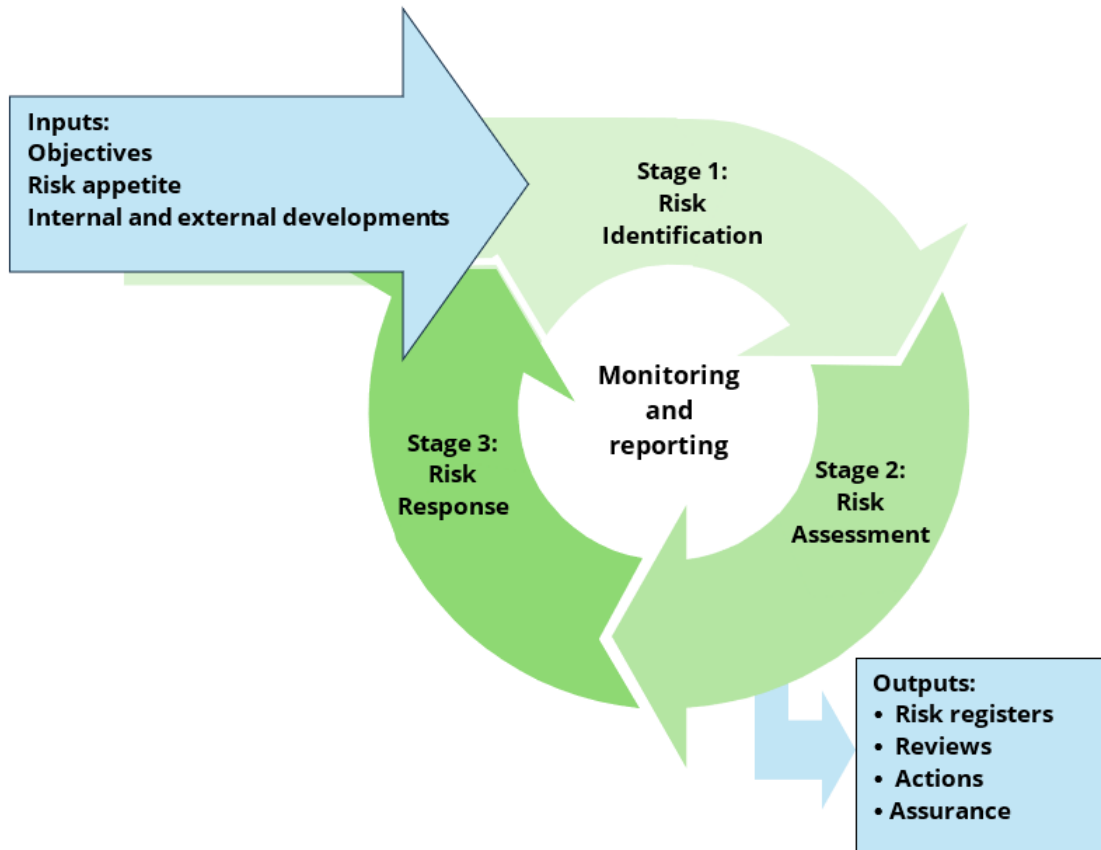 Inputs:
Objectives
Risk appetite
Internal and external developments
Stage 1:
Risk
Identification
Monitoring
and
reporting
Stage 3:
Risk
Response
Stage 2:
Risk
Assessment
Outputs:
• Risk registers
• Reviews
• Actions
• Assurance